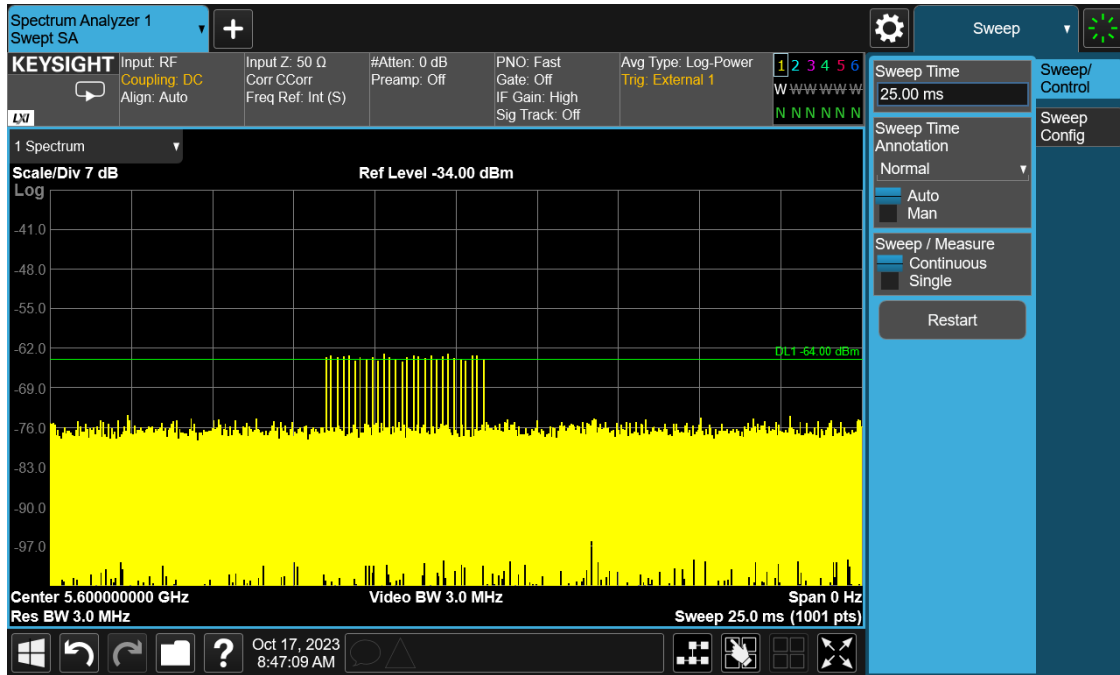 Spectrum Analyzer 1
Swept SA
+
Sweep
KEYSIGHT
LXI
Input: RF
Coupling: DC
Align: Auto
Input Z: 50 Ω
Corr CCorr
Freq Ref: Int (S)
#Atten: 0 dB
Preamp: Off
PNO: Fast
Gate: Off
IF Gain: High
Sig Track: Off
Avg Type: Log-Power
Trig: External 1
1 2 3 4 5 6
W W W W W W
N N N N N N
1 Spectrum
Scale/Div 7 dB
Ref Level -34.00 dBm
Log
-41.0
-48.0
-55.0
-62.0
DL1 -64.00 dBm
-69.0
-76.0
-83.0
-90.0
-97.0
Center 5.600000000 GHz
Video BW 3.0 MHz
Span 0 Hz
Res BW 3.0 MHz
Sweep 25.0 ms (1001 pts)
?
Oct 17, 2023
8:47:09 AM
Sweep Time
25.00 ms
Sweep Time
Annotation
Normal
Auto
Man
Sweep / Measure
Continuous
Single
Restart
Sweep/
Control
Sweep
Config